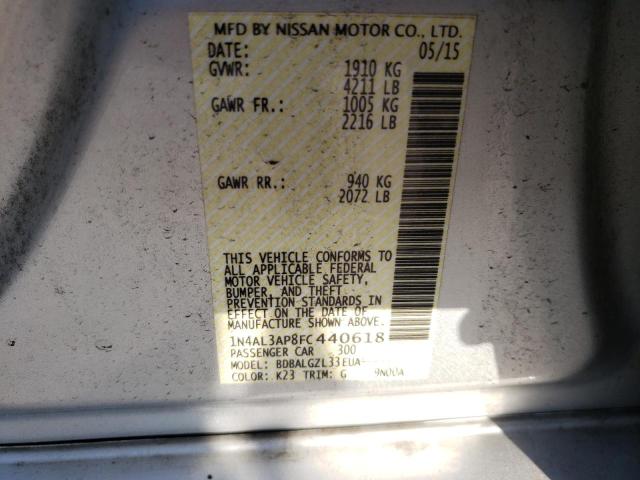 MFD BY NISSAN MOTOR CO., LTD.
DATE: 05/15
GVWR: 1910 KG
4211 LB
GAWR FR.: 1005 KG
2216 LB
GAWR RR.: 940 KG
2072 LB
THIS VEHICLE CONFORMS TO
ALL APPLICABLE FEDERAL
MOTOR VEHICLE SAFETY,
BUMPER, AND THEFT
PREVENTION STANDARDS IN
EFFECT ON THE DATE OF
MANUFACTURE SHOWN ABOVE.
1N4AL3AP8FC440618
PASSENGER CAR 300
MODEL: BDBALGZL33EUA
COLOR: K23 TRIM: G